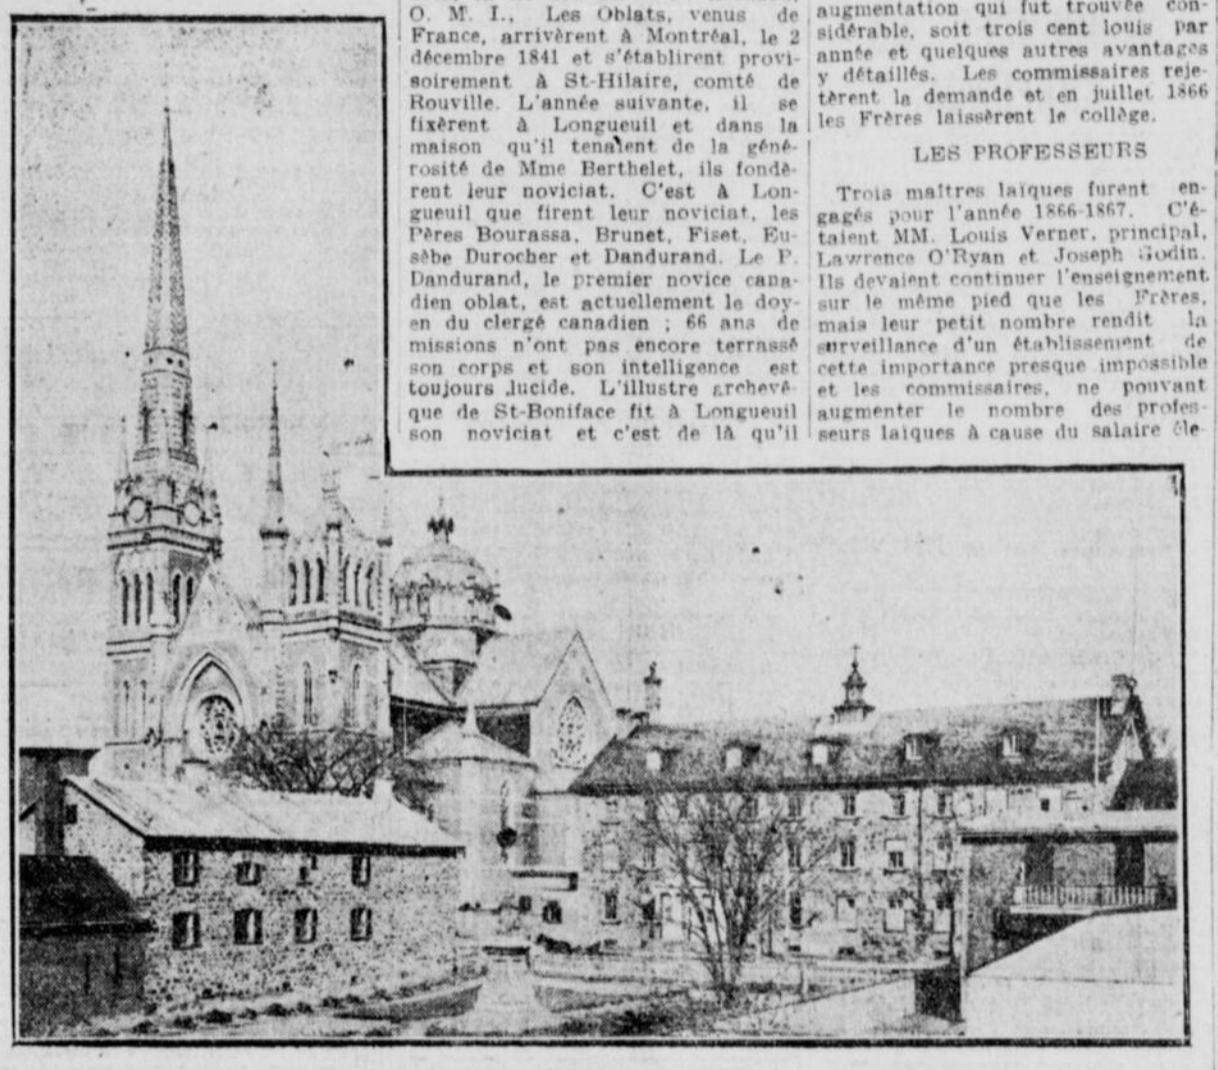 O. M. I., Les Oblats, venus de
France, arrivèrent à Montréal, le 2
décembre 1841 et s'établirent provi-
soirement à St-Hilaire, comté de
Rouville. L'année suivante, il se
fixèrent à Longueuil et dans la
maison qu'il tenaient de la géné-
rosité de Mme Berthelet, ils fondè-
rent leur noviciat. C'est à Lon-
gueuil que firent leur noviciat, les
Pères Bourassa, Brunet, Fiset, Eu-
sèbe Durocher et Dandurand. Le P.
Dandurand, le premier novice cana-
dien oblat, est actuellement le doy-
en du clergé canadien ; 66 ans de
missions n'ont pas encore terrassé
son corps et son intelligence est
toujours lucide. L'illustre archevê-
que de St-Boniface fit à Longueuil
son noviciat et c'est de là qu'il
augmentation qui fut trouvée con-
sidérable, soit trois cent louis par
année et quelques autres avantages
y détaillés. Les commissaires reje-
tèrent la demande et en juillet 1866
les Frères laissèrent le collège.
LES PROFESSEURS
Trois maîtres laïques furent en-
gagés pour l'année 1866-1867. C'é-
taient MM. Louis Verner, principal,
Lawrence O'Ryan et Joseph Godin.
Ils devaient continuer l'enseignement
sur le même pied que les Frères,
mais leur petit nombre rendit la
surveillance d'un établissement de
cette importance presque impossible
et les commissaires, ne pouvant
augmenter le nombre des profes-
seurs laïques à cause du salaire éle-